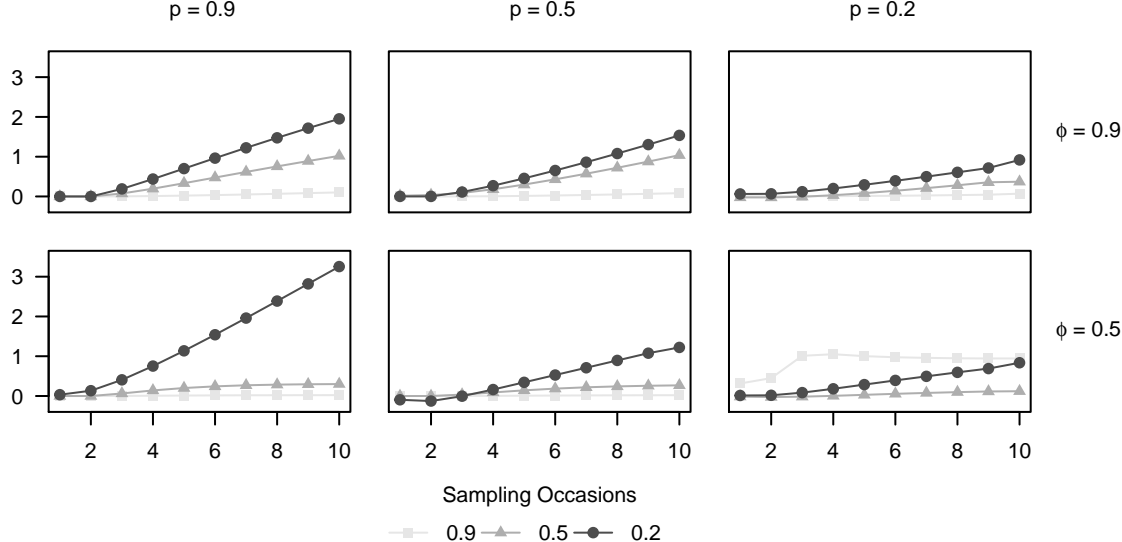 p = 0.9 p = 0.5 p = 0.2
3
2
1
0
ϕ = 0.9
3
2
1
0
ϕ = 0.5
2 4 6 8 10 2 4 6 8 10 2 4 6 8 10
Sampling Occasions
0.9 0.5 0.2